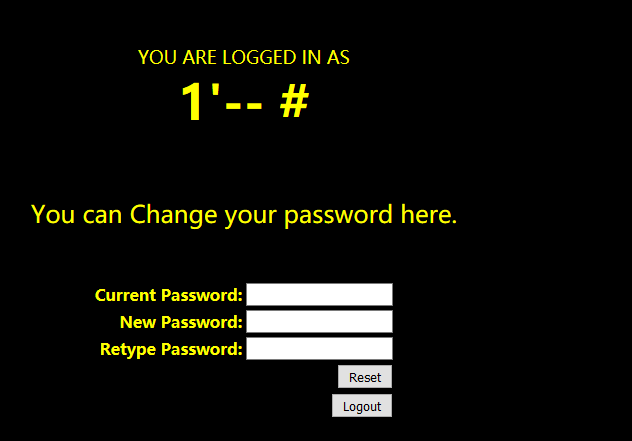 YOU ARE LOGGED IN AS
1'-- #
You can Change your password here.
Current Password:
New Password:
Retype Password:
Reset
Logout